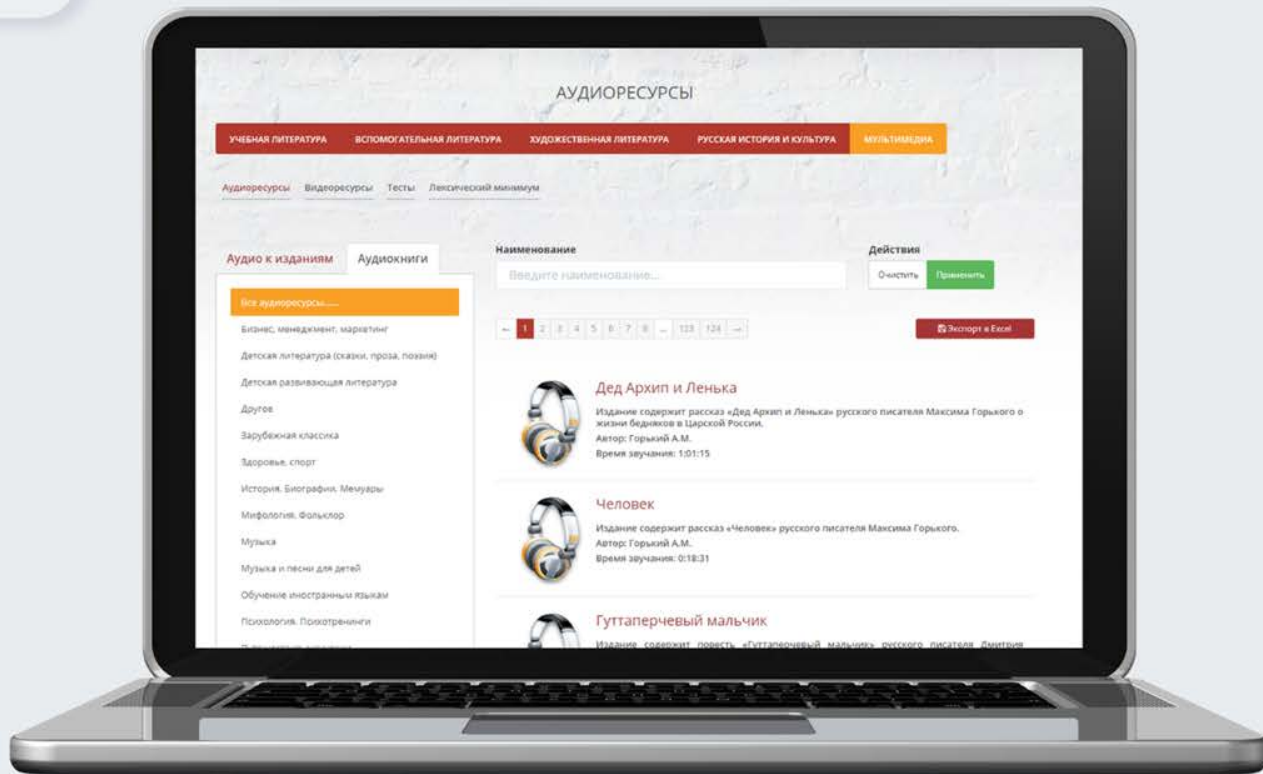 АУДИОРЕСУРСЫ
УЧЕБНАЯ ЛИТЕРАТУРА ВСПОМОГАТЕЛЬНАЯ ЛИТЕРАТУРА ХУДОЖЕСТВЕННАЯ ЛИТЕРАТУРА РУССКАЯ ИСТОРИЯ И КУЛЬТУРА МУЛЬТИМЕДИА
Аудиоресурсы Видеоресурсы Тесты Лексический минимум
Аудио к изданиям Аудиокниги
Все аудиоресурсы......
Бизнес, менеджмент, маркетинг
Детская литература (сказки, проза, поэзия)
Детская развивающая литература
Другое
Зарубежная классика
Здоровье, спорт
История. Биографии. Мемуары
Мифология. Фольклор
Музыка
Музыка и песни для детей
Обучение иностранным языкам
Психология. Психотренинги
Наименование
Введите наименование...
Действия
Очистить Применить
← 1 2 3 4 5 6 7 8 ... 123 124 →
Экспорт в Excel
Дед Архип и Ленька
Издание содержит рассказ «Дед Архип и Ленька» русского писателя Максима Горького о
жизни бедняков в Царской России.
Автор: Горький А.М.
Время звучания: 1:01:15
Человек
Издание содержит рассказ «Человек» русского писателя Максима Горького.
Автор: Горький А.М.
Время звучания: 0:18:31
Гуттаперчевый мальчик
Издание содержит повесть «Гуттаперчевый мальчик» русского писателя Дмитрия